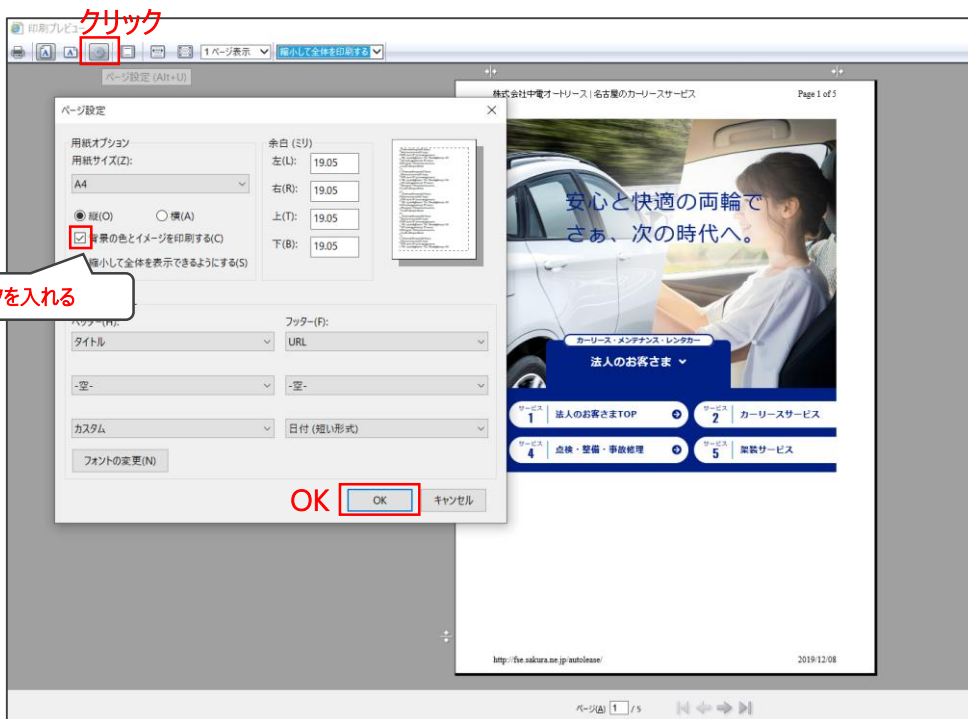 クリック
印刷プレビュー
1 ページ表示
縮小して全体を印刷する
ページ設定 (Alt+U)
ページ設定
用紙オプション
用紙サイズ(Z):
A4
縦(O)
横(A)
背景の色とイメージを印刷する(C)
縮小して全体を表示できるようにする(S)
を入れる
余白 (ミリ)
左(L): 19.05
右(R): 19.05
上(T): 19.05
下(B): 19.05
ヘッダー(H):
タイトル
-空-
カスタム
フッター(F):
URL
-空-
日付 (短い形式)
フォントの変更(N)
OK
OK
キャンセル
株式会社中電オートリース | 名古屋のカーリースサービス
Page 1 of 5
安心と快適の両輪で
さぁ、次の時代へ。
カーリース・メンテナンス・レンタカー
法人のお客さま
サービス 1 法人のお客さまTOP
サービス 2 カーリースサービス
サービス 4 点検・整備・事故修理
サービス 5 架装サービス
http://fse.sakura.ne.jp/autolease/
2019/12/08
ページ(A) 1 / 5